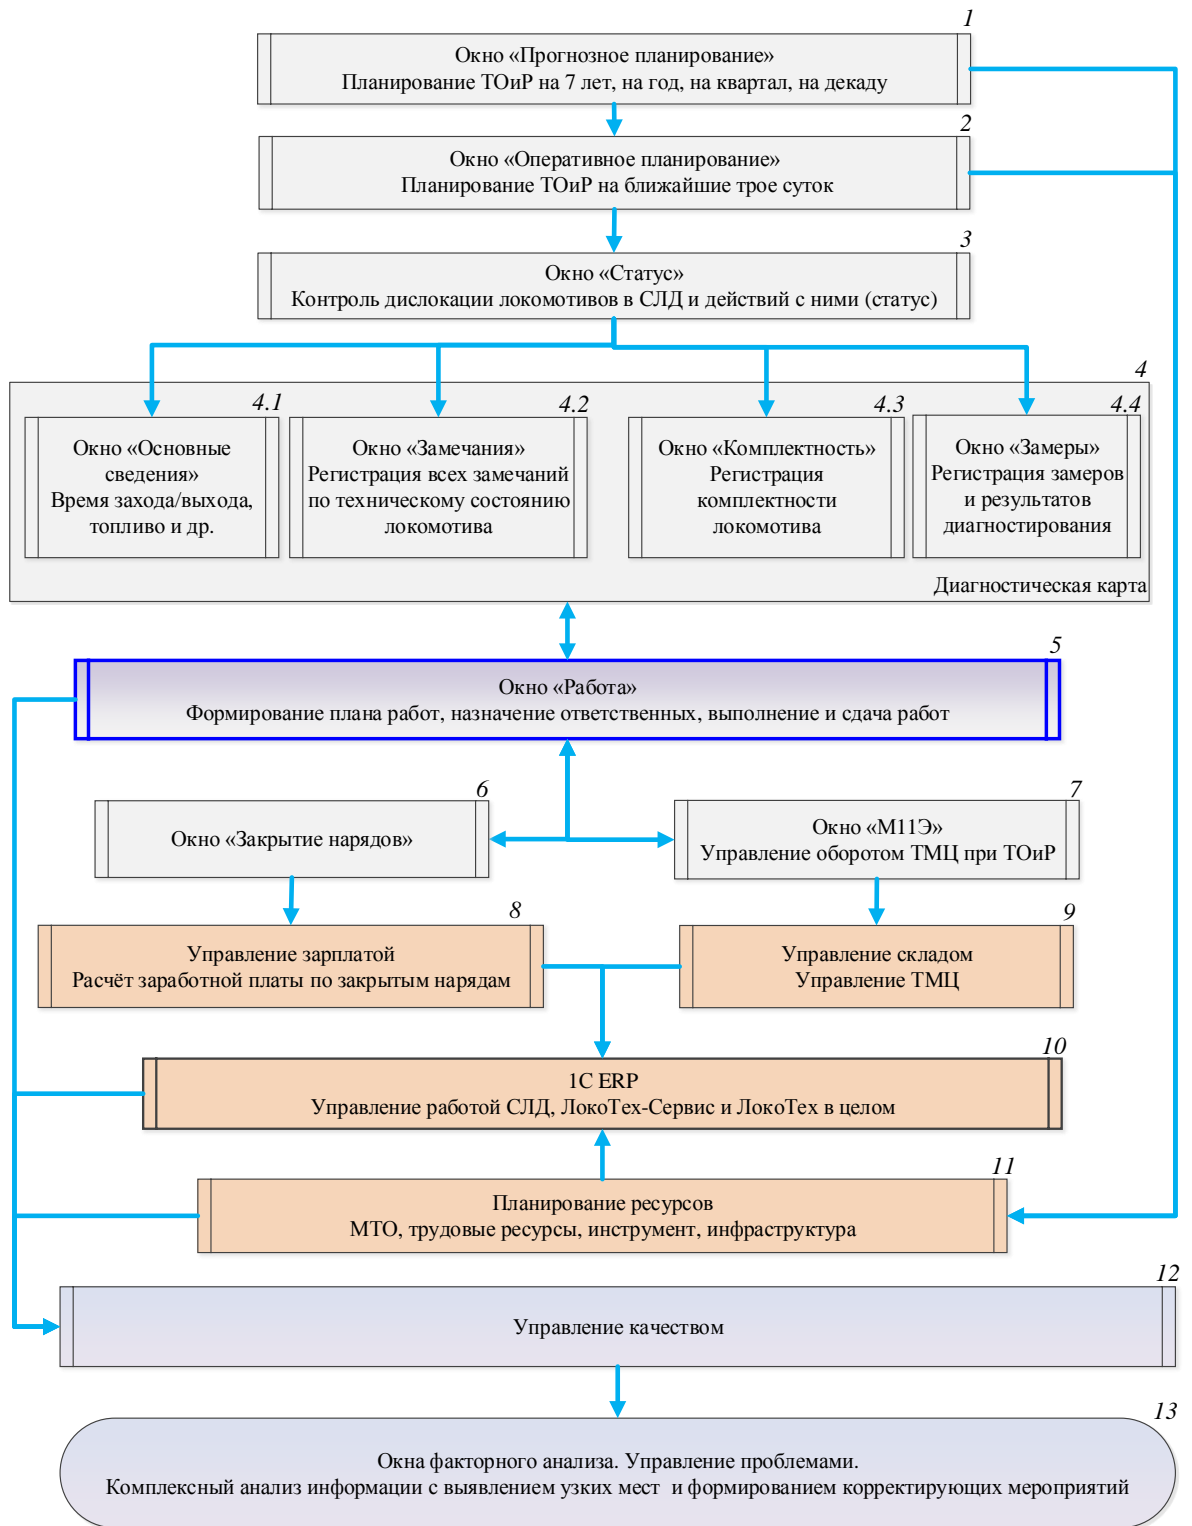 1
Окно «Прогнозное планирование»
Планирование ТОиР на 7 лет, на год, на квартал, на декаду
2
Окно «Оперативное планирование»
Планирование ТОиР на ближайшие трое суток
3
Окно «Статус»
Контроль дислокации локомотивов в СЛД и действий с ними (статус)
4
4.1
Окно «Основные
сведения»
Время захода/выхода,
топливо и др.
4.2
Окно «Замечания»
Регистрация всех замечаний
по техническому состоянию
локомотива
4.3
Окно «Комплектность»
Регистрация
комплектности
локомотива
4.4
Окно «Замеры»
Регистрация замеров
и результатов
диагностирования
Диагностическая карта
5
Окно «Работа»
Формирование плана работ, назначение ответственных, выполнение и сдача работ
6
Окно «Закрытие нарядов»
7
Окно «М11Э»
Управление оборотом ТМЦ при ТОиР
8
Управление зарплатой
Расчёт заработной платы по закрытым нарядам
9
Управление складом
Управление ТМЦ
10
1С ERP
Управление работой СЛД, ЛокоТех-Сервис и ЛокоТех в целом
11
Планирование ресурсов
МТО, трудовые ресурсы, инструмент, инфраструктура
12
Управление качеством
13
Окна факторного анализа. Управление проблемами.
Комплексный анализ информации с выявлением узких мест и формированием корректирующих мероприятий